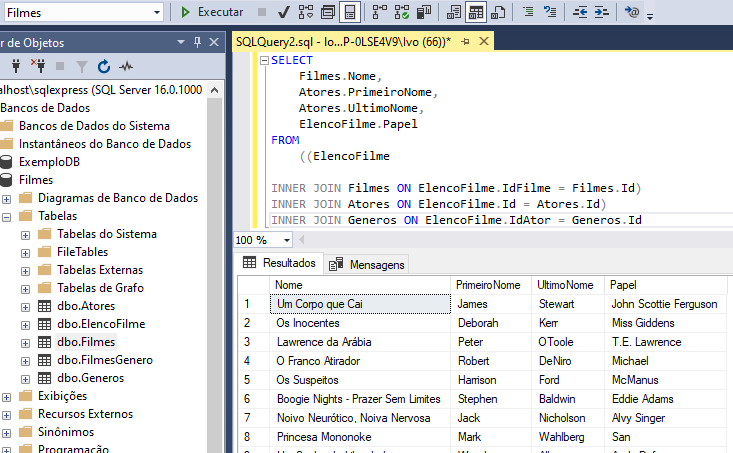 Filmes
Executar
r de Objetos
SQLQuery2.sql - lo...P-0LSE4V9\Ivo (66))*
alhost\sqlexpress (SQL Server 16.0.1000
Bancos de Dados
Bancos de Dados do Sistema
Instantâneos do Banco de Dados
ExemploDB
Filmes
Diagramas de Banco de Dados
Tabelas
Tabelas do Sistema
FileTables
Tabelas Externas
Tabelas de Grafo
dbo.Atores
dbo.ElencoFilme
dbo.Filmes
dbo.FilmesGenero
dbo.Generos
Exibições
Recursos Externos
Sinônimos
Programação
SELECT
Filmes.Nome,
Atores.PrimeiroNome,
Atores.UltimoNome,
ElencoFilme.Papel
FROM
((ElencoFilme
INNER JOIN Filmes ON ElencoFilme.IdFilme = Filmes.Id)
INNER JOIN Atores ON ElencoFilme.Id = Atores.Id)
INNER JOIN Generos ON ElencoFilme.IdAtor = Generos.Id
100 %
Resultados Mensagens
Nome PrimeiroNome UltimoNome Papel
1 Um Corpo que Cai James Stewart John Scottie Ferguson
2 Os Inocentes Deborah Kerr Miss Giddens
3 Lawrence da Arábia Peter OToole T.E. Lawrence
4 O Franco Atirador Robert DeNiro Michael
5 Os Suspeitos Harrison Ford McManus
6 Boogie Nights - Prazer Sem Limites Stephen Baldwin Eddie Adams
7 Noivo Neurótico, Noiva Nervosa Jack Nicholson Alvy Singer
8 Princesa Mononoke Mark Wahlberg San